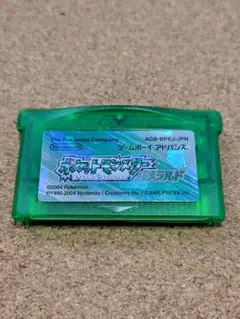 The Pokémon Company AGB-BPEJ-JPN
Nintendo ゲームボーイ アドバンス
ポケットモンスター
エメラルド
©2004 Pokémon
©1995-2004 Nintendo / Creatures inc. / GAME FREAK inc.